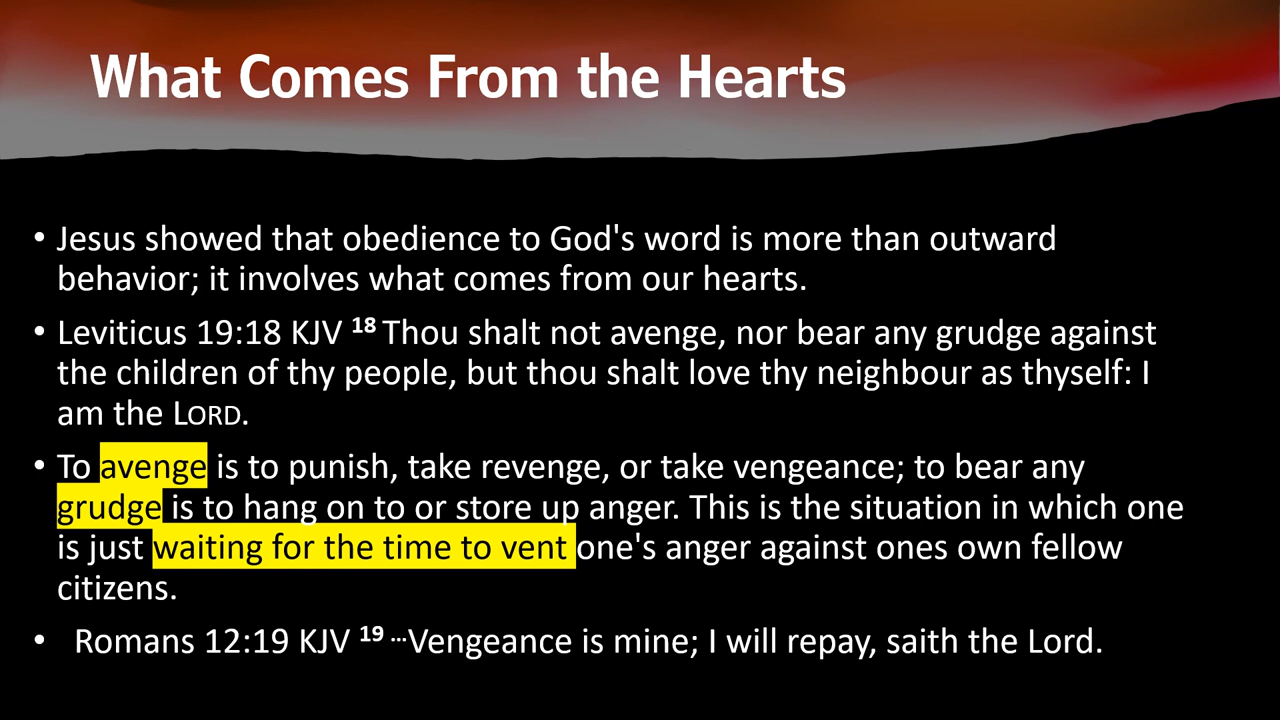 What Comes From the Hearts
• Jesus showed that obedience to God's word is more than outward
behavior; it involves what comes from our hearts.
• Leviticus 19:18 KJV 18 Thou shalt not avenge, nor bear any grudge against
the children of thy people, but thou shalt love thy neighbour as thyself: I
am the LORD.
• To avenge is to punish, take revenge, or take vengeance; to bear any
grudge is to hang on to or store up anger. This is the situation in which one
is just waiting for the time to vent one's anger against ones own fellow
citizens.
• Romans 12:19 KJV 19 …Vengeance is mine; I will repay, saith the Lord.